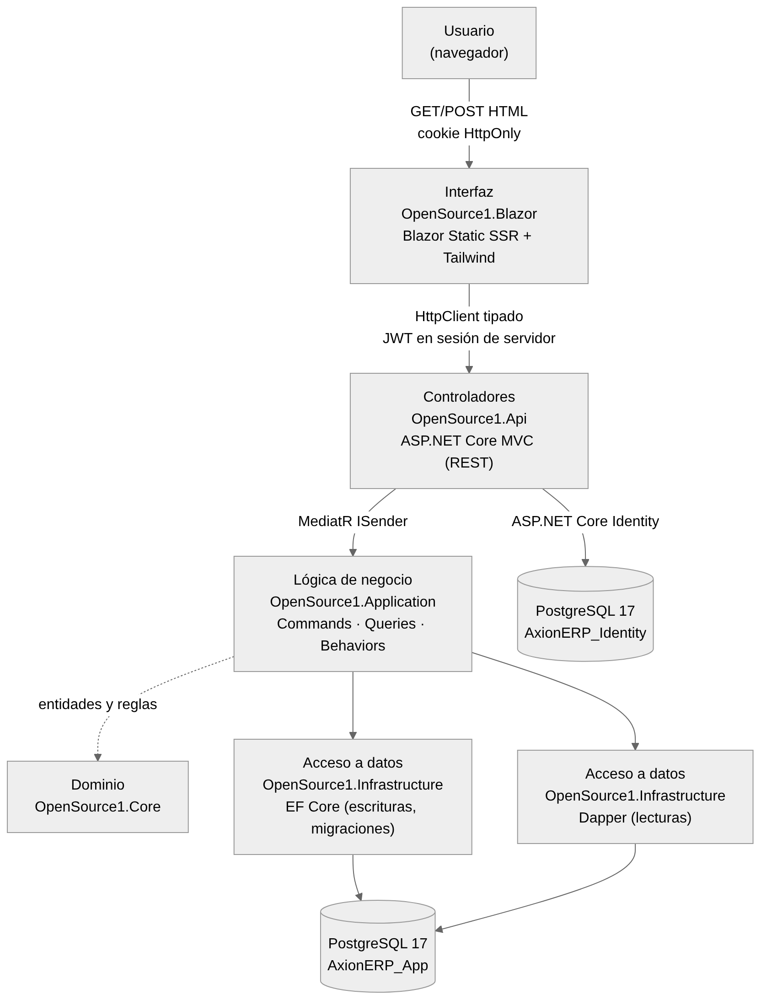 Usuario
(navegador)
GET/POST HTML
cookie HttpOnly
Interfaz
OpenSource1.Blazor
Blazor Static SSR +
Tailwind
HttpClient tipado
JWT en sesión de servidor
Controladores
OpenSource1.Api
ASP.NET Core MVC
(REST)
MediatR ISender
ASP.NET Core Identity
Lógica de negocio
OpenSource1.Application
Commands · Queries ·
Behaviors
PostgreSQL 17
AxionERP_Identity
entidades y reglas
Dominio
OpenSource1.Core
Acceso a datos
OpenSource1.Infrastructure
EF Core (escrituras,
migraciones)
Acceso a datos
OpenSource1.Infrastructure
Dapper (lecturas)
PostgreSQL 17
AxionERP_App